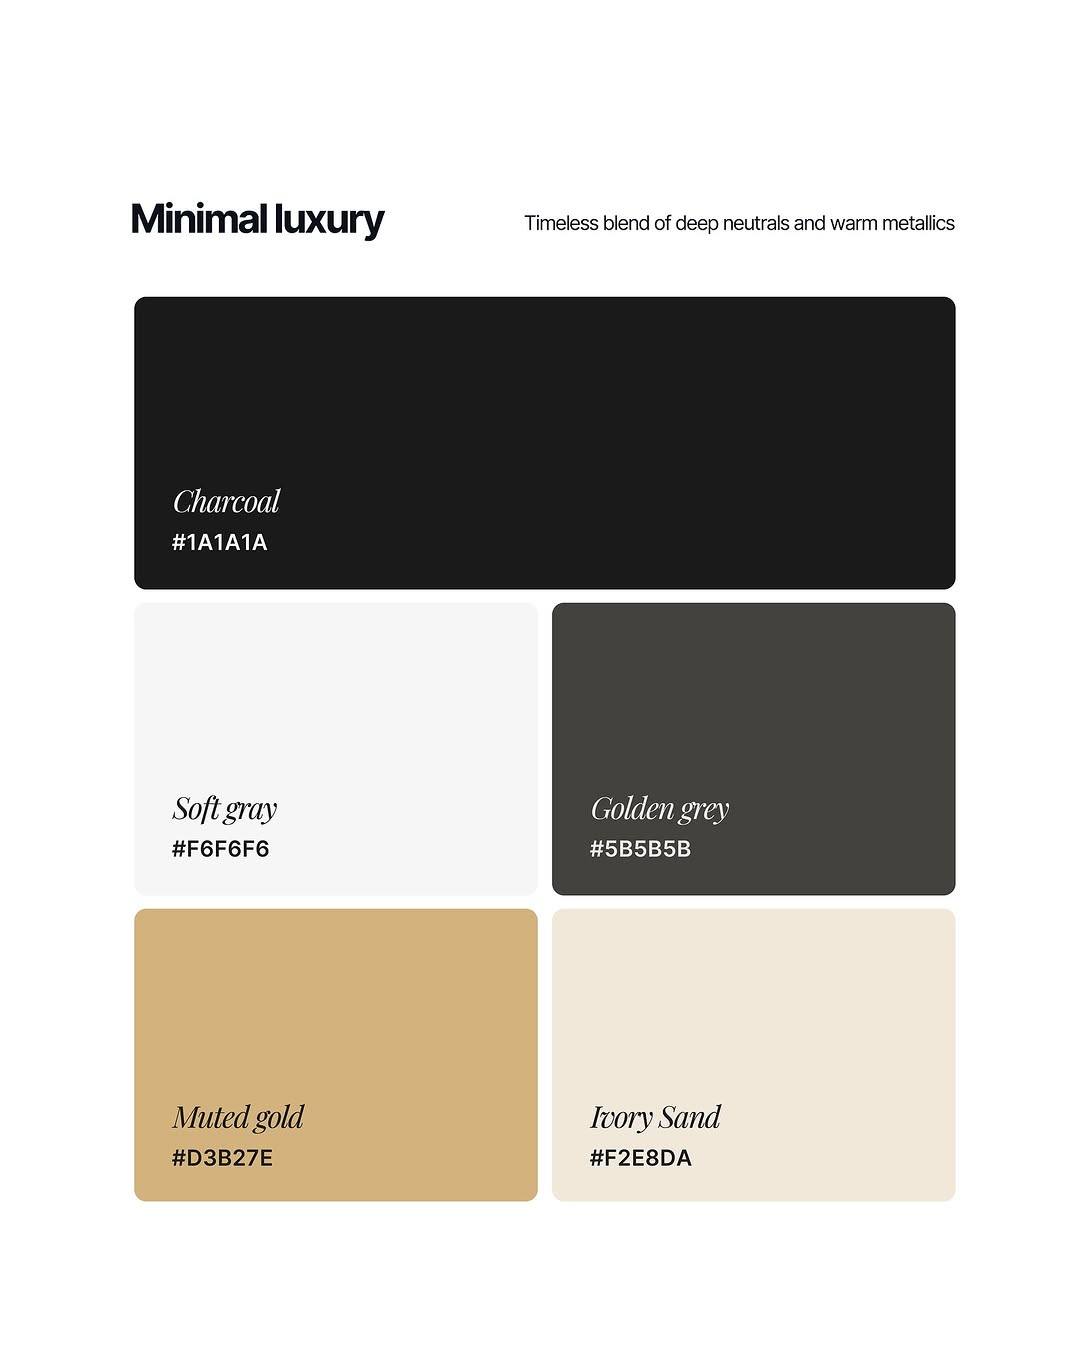 Minimal luxury
Timeless blend of deep neutrals and warm metallics
Charcoal
#1A1A1A
Soft gray
#F6F6F6
Golden grey
#5B5B5B
Muted gold
#D3B27E
Ivory Sand
#F2E8DA